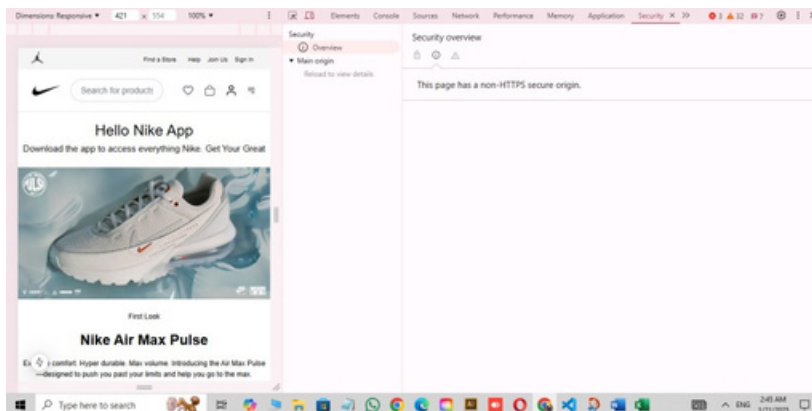 Dimensions: Responsive ▼ 421 × 554 100% ▼
Elements Console Sources Network Performance Memory Application Security × >> 32 7
Find a Store Help Join Us Sign In
Search for products
Hello Nike App
Download the app to access everything Nike. Get Your Great
First Look
Nike Air Max Pulse
comfort. Hyper durable. Max volume. Introducing the Air Max Pulse
—designed to push you past your limits and help you go to the max.
Security
Overview
Main origin
Reload to view details
Security overview
This page has a non-HTTPS secure origin.
Type here to search
ENG
2:45 AM